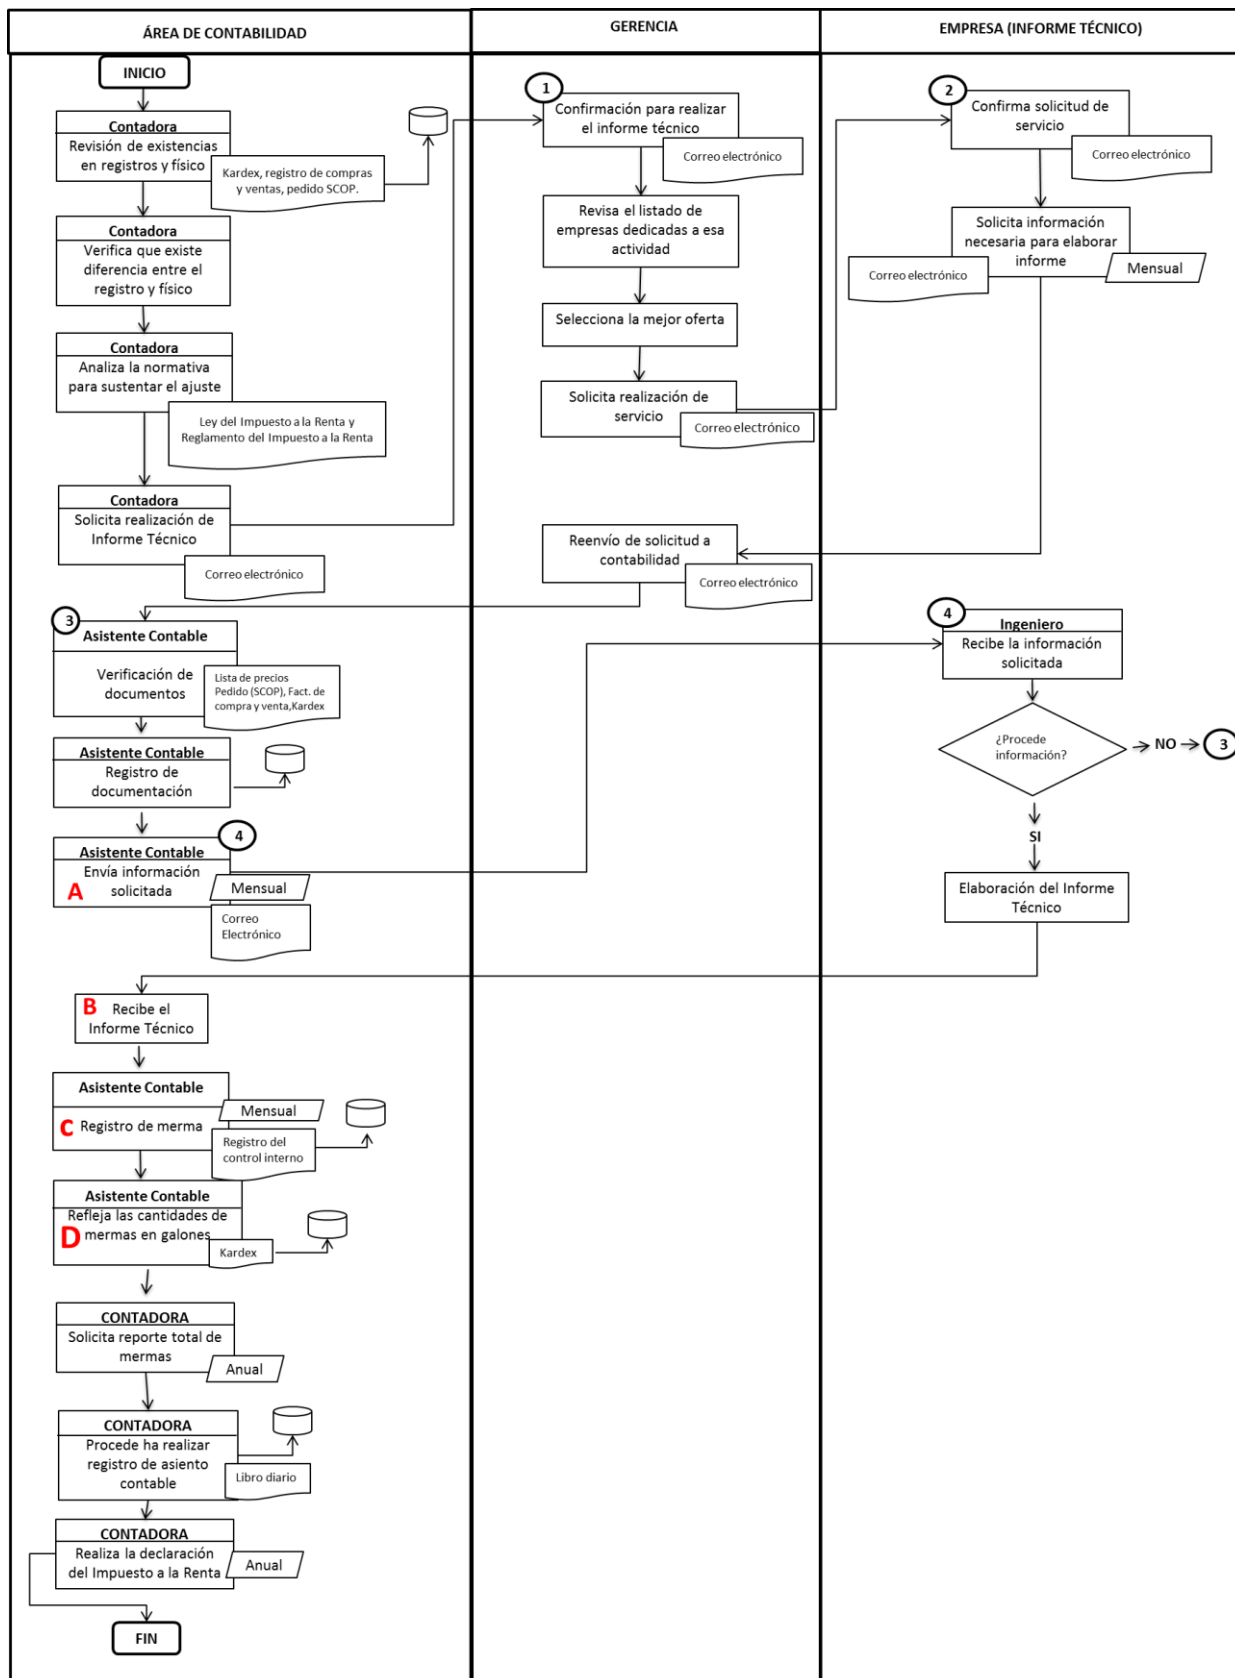 ÁREA DE CONTABILIDAD
GERENCIA
EMPRESA (INFORME TÉCNICO)
INICIO
Contadora
Revisión de existencias
en registros y físico
Kardex, registro de compras
y ventas, pedido SCOP.
Contadora
Verifica que existe
diferencia entre el
registro y físico
Contadora
Analiza la normativa
para sustentar el ajuste
Ley del Impuesto a la Renta y
Reglamento del Impuesto a la Renta
Contadora
Solicita realización de
Informe Técnico
Correo electrónico
1
Confirmación para realizar
el informe técnico
Correo electrónico
Revisa el listado de
empresas dedicadas a esa
actividad
Selecciona la mejor oferta
Solicita realización de
servicio
Correo electrónico
2
Confirma solicitud de
servicio
Correo electrónico
Solicita información
necesaria para elaborar
informe
Correo electrónico
Mensual
Reenvío de solicitud a
contabilidad
Correo electrónico
3
Asistente Contable
Verificación de
documentos
Lista de precios
Pedido (SCOP), Fact. de
compra y venta,Kardex
Asistente Contable
Registro de
documentación
4
Asistente Contable
Envía información
solicitada
A
Mensual
Correo
Electrónico
4
Ingeniero
Recibe la información
solicitada
¿Procede
información?
NO
3
SI
Elaboración del Informe
Técnico
B
Recibe el
Informe Técnico
Asistente Contable
C
Registro de merma
Mensual
Registro del
control interno
Asistente Contable
Refleja las cantidades de
mermas en galones
D
Kardex
CONTADORA
Solicita reporte total de
mermas
Anual
CONTADORA
Procede ha realizar
registro de asiento
contable
Libro diario
CONTADORA
Realiza la declaración
del Impuesto a la Renta
Anual
FIN